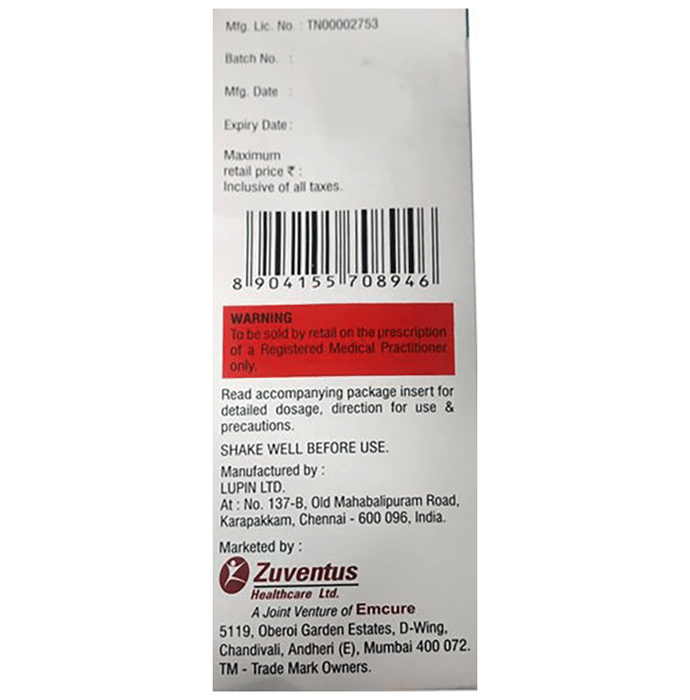 Mfg. Lic. No. : TN00002753
Batch No. :
Mfg. Date :
Expiry Date :
Maximum
retail price ₹ :
Inclusive of all taxes.
8 904155 708946
WARNING
To be sold by retail on the prescription
of a Registered Medical Practitioner
only.
Read accompanying package insert for
detailed dosage, direction for use &
precautions.
SHAKE WELL BEFORE USE.
Manufactured by :
LUPIN LTD.
At : No. 137-B, Old Mahabalipuram Road,
Karapakkam, Chennai - 600 096, India.
Marketed by :
Zuventus
Healthcare Ltd.
A Joint Venture of Emcure
5119, Oberoi Garden Estates, D-Wing,
Chandivali, Andheri (E), Mumbai 400 072.
TM - Trade Mark Owners.